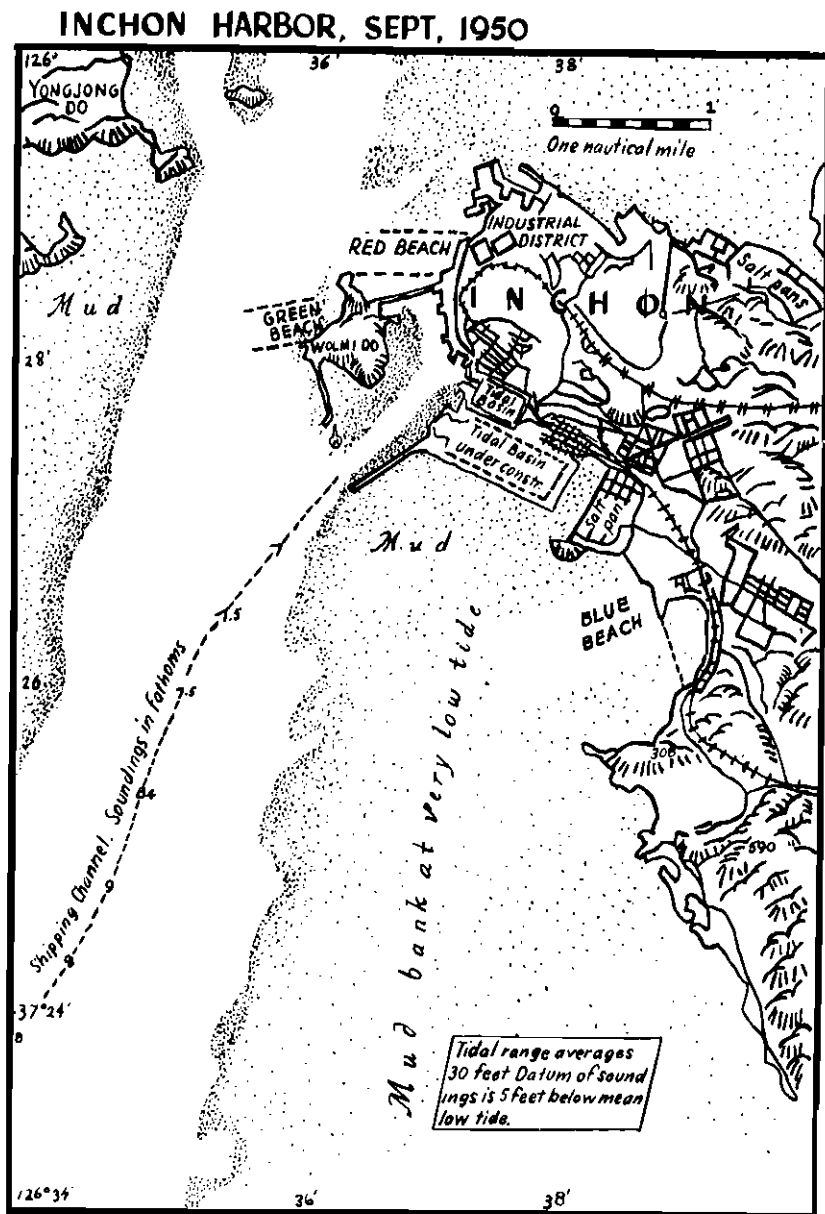 INCHON HARBOR, SEPT, 1950
126°
36'
38'
YONGJONG
DO
0 1
One nautical mile
INDUSTRIAL
DISTRICT
RED BEACH
Salt pans
Mud
GREEN
BEACH
INCHON
WOLMI DO
28'
Tidal
Basin
Tidal Basin
under constr.
Salt
pan
Mud
BLUE
BEACH
7.5
26
7.5
Shipping Channel. Soundings in Fathoms
Mud bank at very low tide
308
84
590
9
8
37°24'
8
Tidal range averages
30 feet Datum of sound
ings is 5 feet below mean
low tide.
126°34'
36'
38'